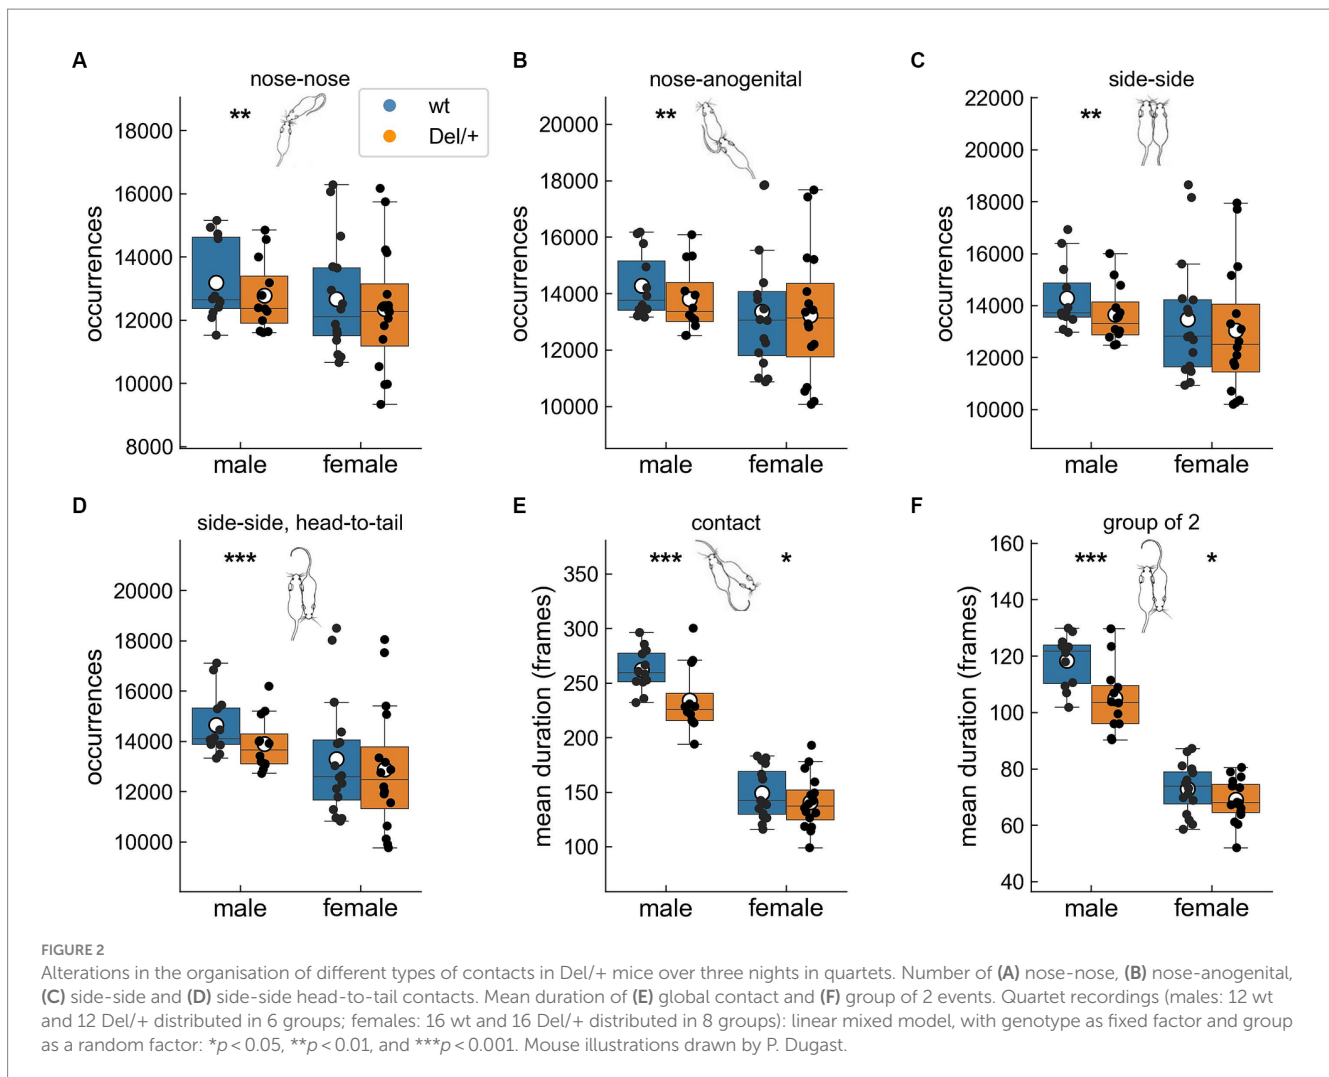 A
nose-nose
**
wt
Del/+
occurrences
18000
16000
14000
12000
10000
8000
male
female
B
nose-anogenital
**
occurrences
20000
18000
16000
14000
12000
10000
male
female
C
side-side
**
occurrences
22000
20000
18000
16000
14000
12000
10000
male
female
D
side-side, head-to-tail
***
occurrences
20000
18000
16000
14000
12000
10000
male
female
E
contact
***
*
mean duration (frames)
350
300
250
200
150
100
male
female
F
group of 2
***
*
mean duration (frames)
160
140
120
100
80
60
40
male
female
FIGURE 2
Alterations in the organisation of different types of contacts in Del/+ mice over three nights in quartets. Number of (A) nose-nose, (B) nose-anogenital,
(C) side-side and (D) side-side head-to-tail contacts. Mean duration of (E) global contact and (F) group of 2 events. Quartet recordings (males: 12 wt
and 12 Del/+ distributed in 6 groups; females: 16 wt and 16 Del/+ distributed in 8 groups): linear mixed model, with genotype as fixed factor and group
as a random factor: *p < 0.05, **p < 0.01, and ***p < 0.001. Mouse illustrations drawn by P. Dugast.